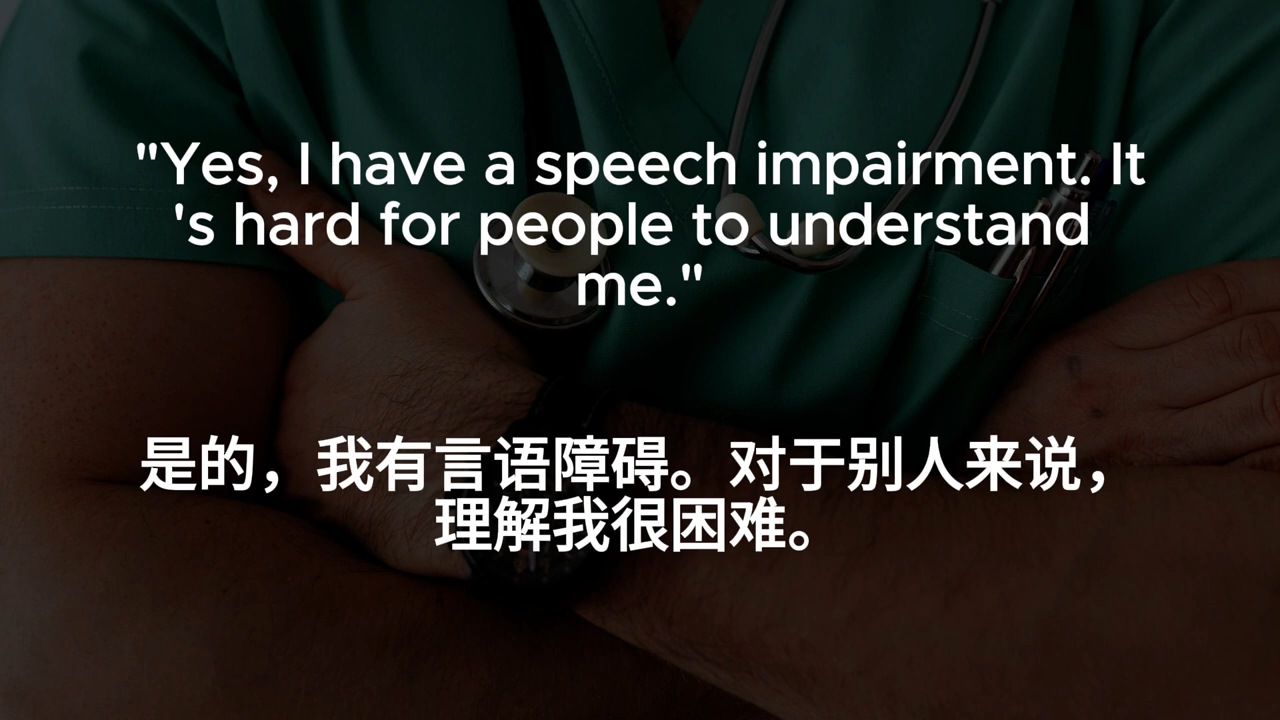 "Yes, I have a speech impairment. It
's hard for people to understand
me."
是的，我有言语障碍。对于别人来说，
理解我很困难。